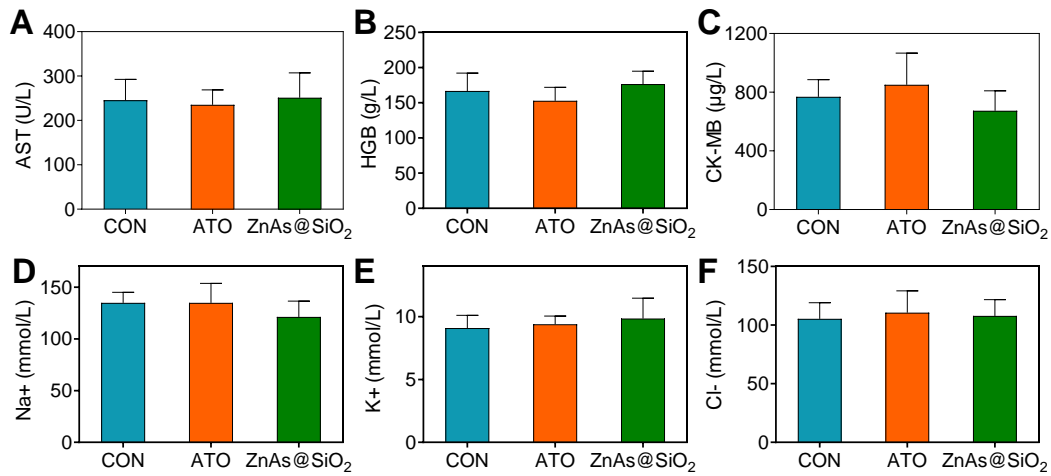 A
AST (U/L)
400
300
200
100
0
CON ATO ZnAs@SiO₂
B
HGB (g/L)
250
200
150
100
50
0
CON ATO ZnAs@SiO₂
C
CK-MB (µg/L)
1200
800
400
0
CON ATO ZnAs@SiO₂
D
Na+ (mmol/L)
150
100
50
0
CON ATO ZnAs@SiO₂
E
K+ (mmol/L)
10
5
0
CON ATO ZnAs@SiO₂
F
Cl- (mmol/L)
150
100
50
0
CON ATO ZnAs@SiO₂